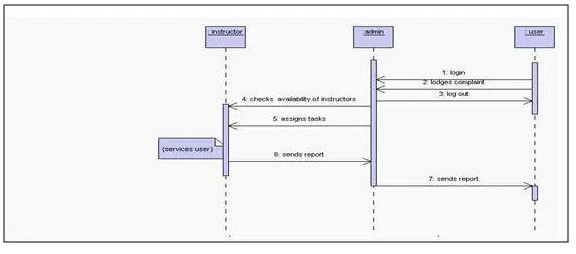 : instructor
: admin
: user
1: login
2: lodges complaint
3: log out
4: checks availability of instructors
5: assigns tasks
(services user)
6: sends report
7: sends report